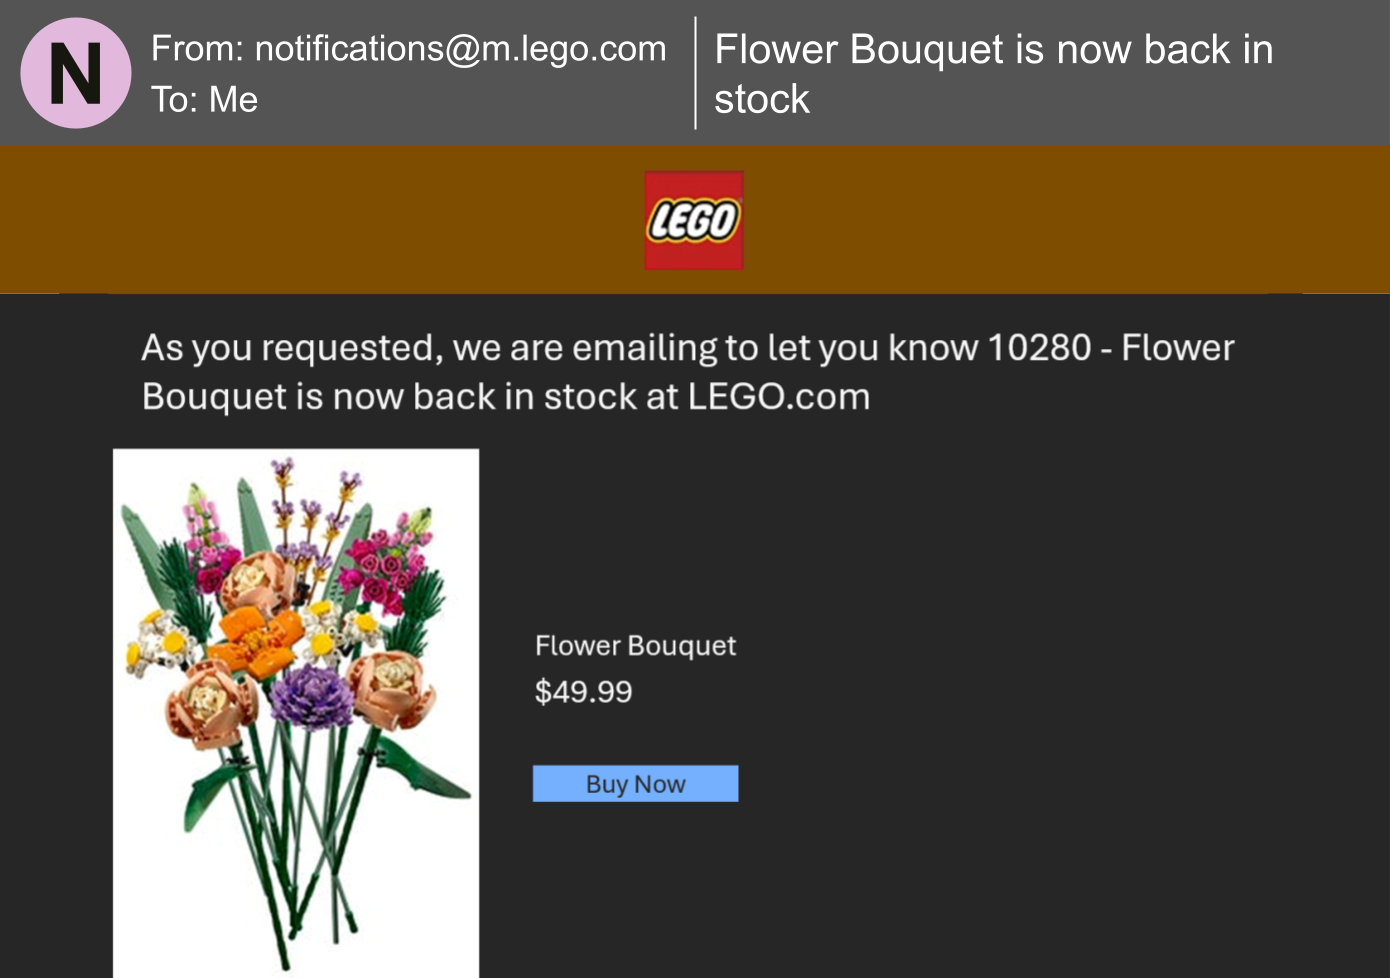 N
From: notifications@m.lego.com
To: Me
Flower Bouquet is now back in
stock
LEGO
As you requested, we are emailing to let you know 10280 - Flower
Bouquet is now back in stock at LEGO.com
Flower Bouquet
$49.99
Buy Now